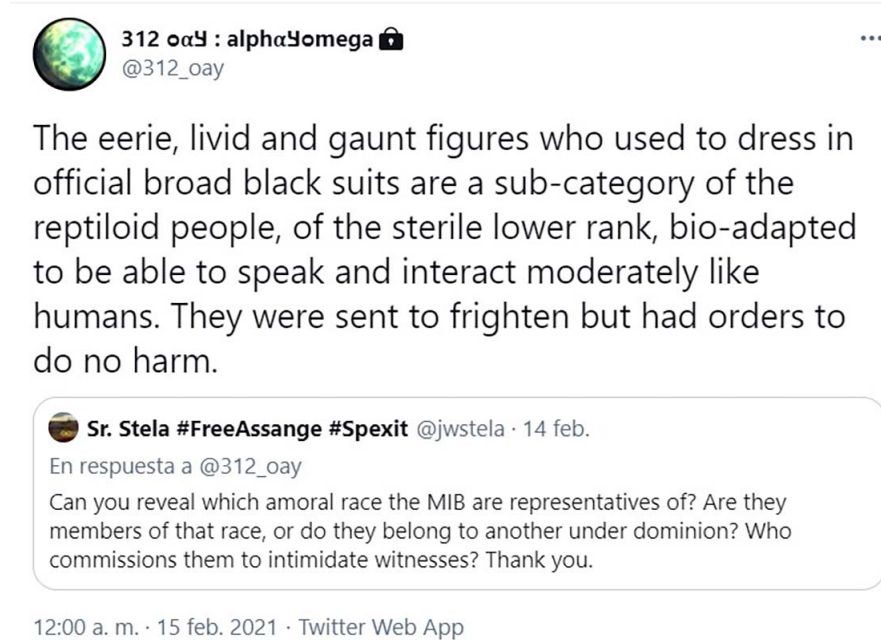 312 oαꓬ : alphαꓬomega🔒
@312_oay
The eerie, livid and gaunt figures who used to dress in
official broad black suits are a sub-category of the
reptiloid people, of the sterile lower rank, bio-adapted
to be able to speak and interact moderately like
humans. They were sent to frighten but had orders to
do no harm.
Sr. Stela #FreeAssange #Spexit @jwstela · 14 feb.
En respuesta a @312_oay
Can you reveal which amoral race the MIB are representatives of? Are they
members of that race, or do they belong to another under dominion? Who
commissions them to intimidate witnesses? Thank you.
12:00 a. m. · 15 feb. 2021 · Twitter Web App